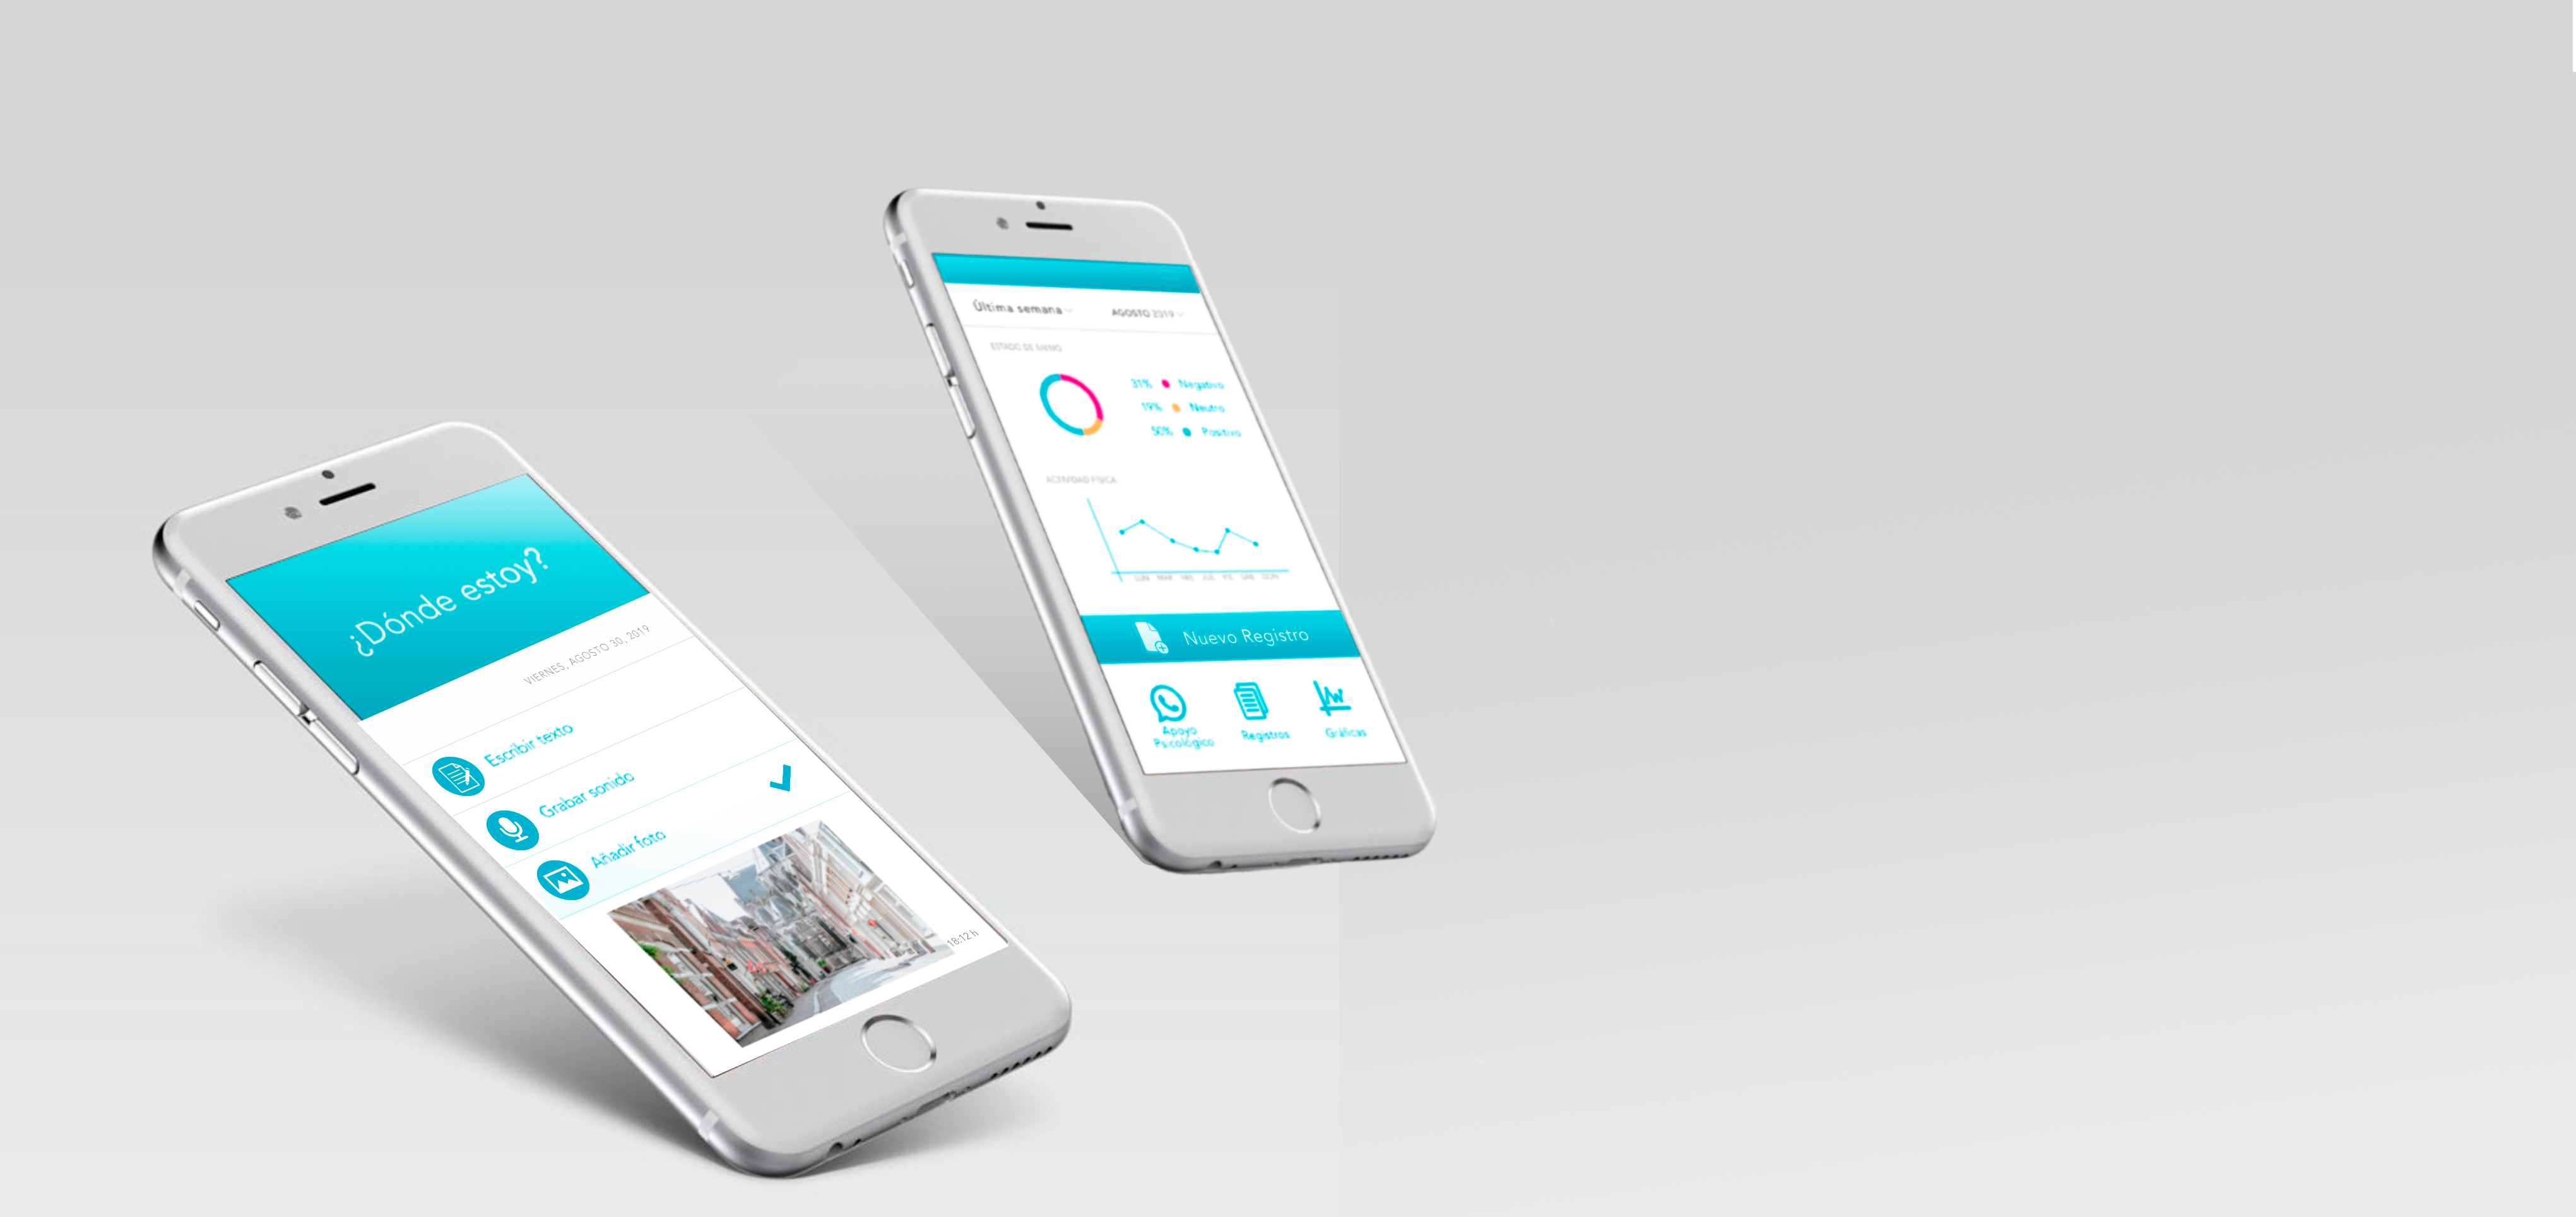 ¿Dónde estoy?
VIERNES, AGOSTO 30, 2019
Escribir texto
Grabar sonido
Añadir foto
18:12 h
Última semana
AGOSTO 2019
ESTADO DE ÁNIMO
31% Negativo
19% Neutro
50% Positivo
ACTIVIDAD FÍSICA
LUN MAR MIE JUE VIE SAB DOM
Nuevo Registro
Apoyo
Psicológico
Registros
Gráficas